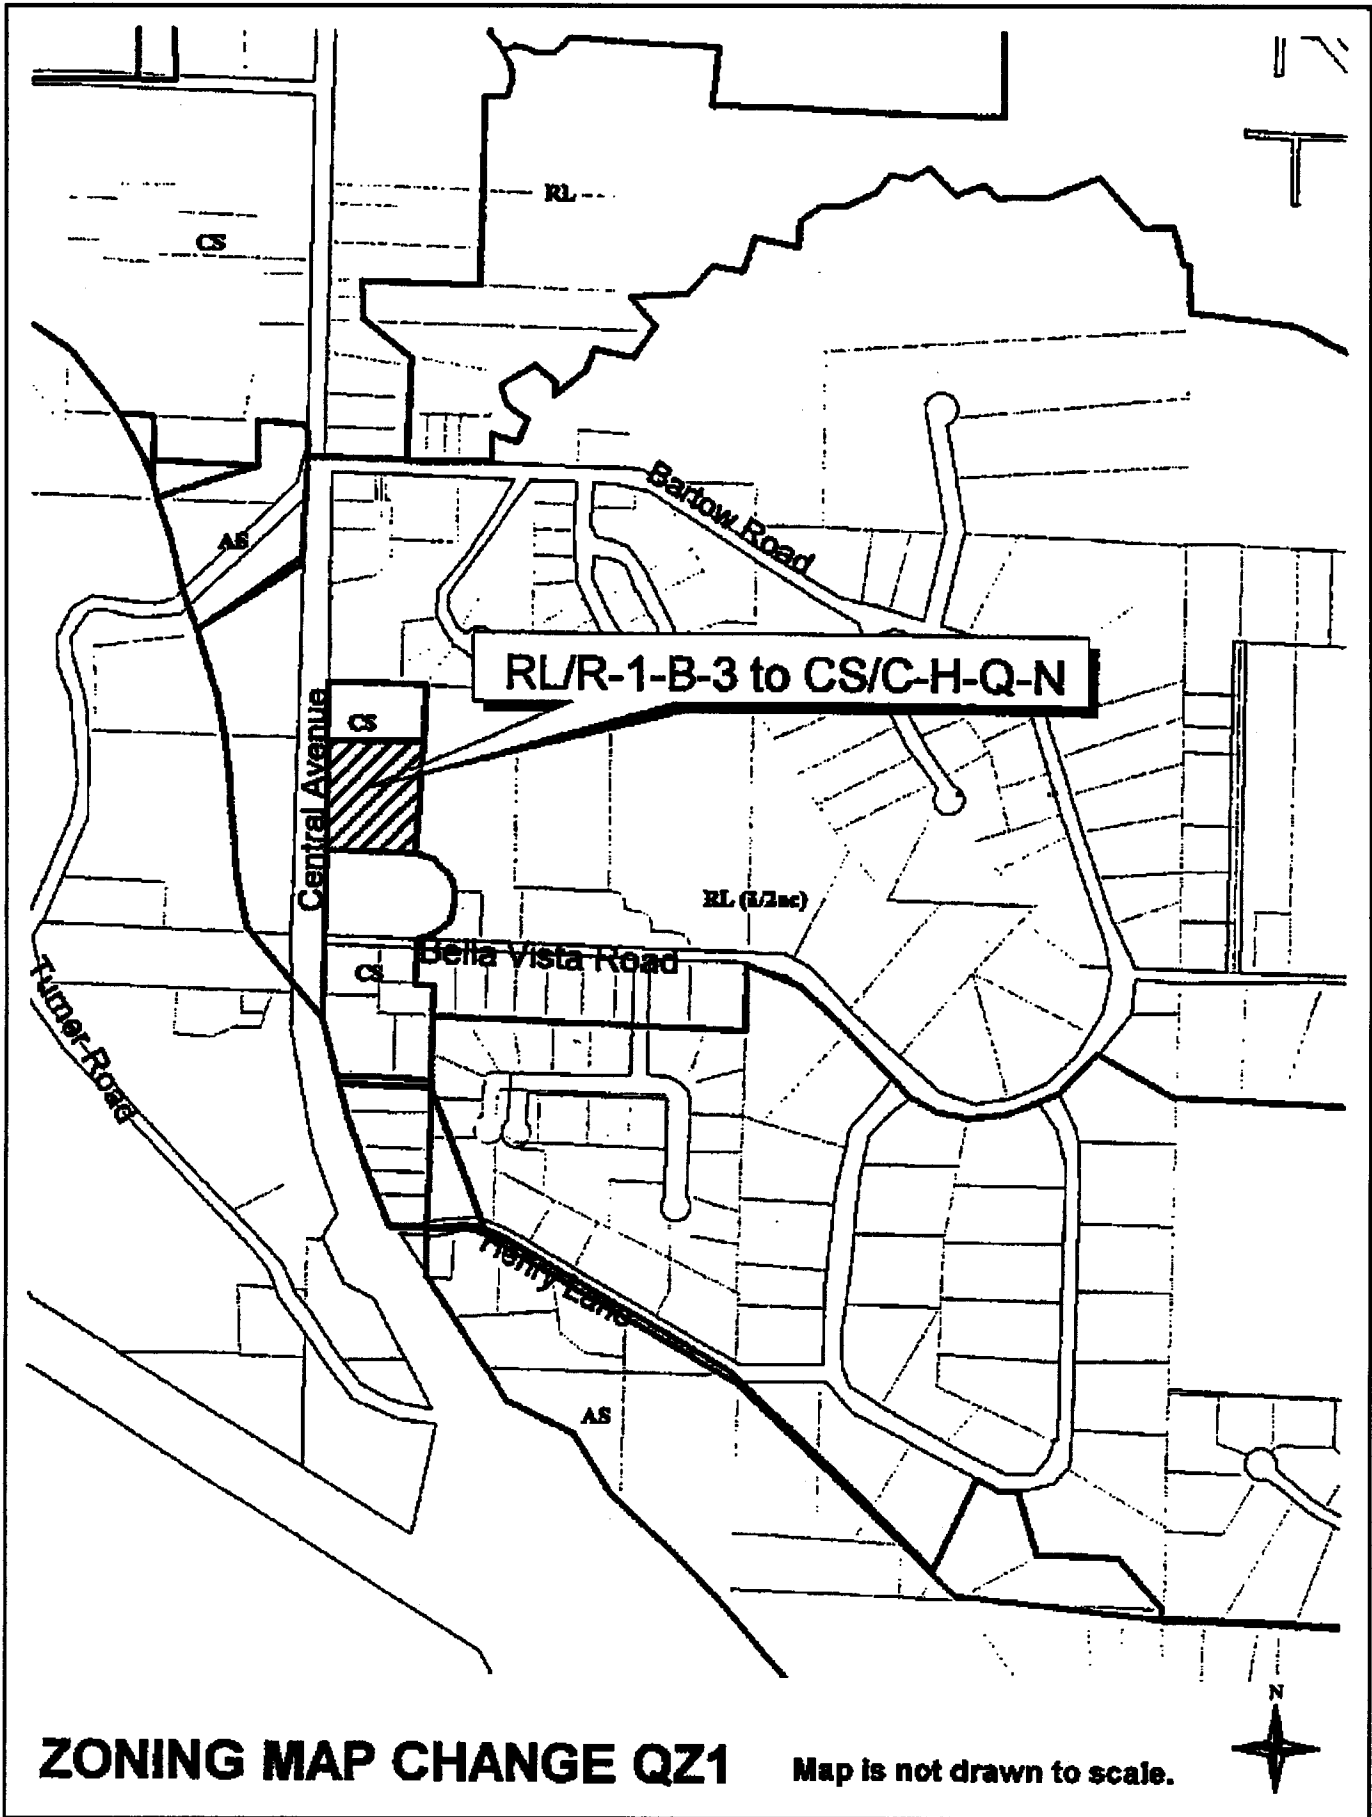 RL
CS
Bartow Road
AS
RL/R-1-B-3 to CS/C-H-Q-N
CS
Central Avenue
RL (1/2ac)
Bella Vista Road
CS
Turner Road
Henry Lane
AS
N
ZONING MAP CHANGE QZ1
Map is not drawn to scale.